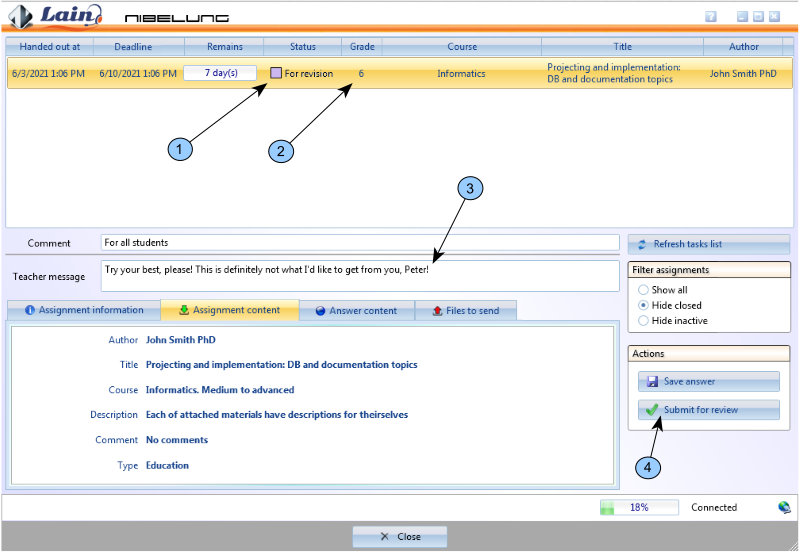 Lain
NIBELUNG
?
Handed out at Deadline Remains Status Grade Course Title Author
6/3/2021 1:06 PM 6/10/2021 1:06 PM 7 day(s) For revision 6 Informatics Projecting and implementation: John Smith PhD
DB and documentation topics
1
2
3
Comment For all students
Refresh tasks list
Teacher message Try your best, please! This is definitely not what I'd like to get from you, Peter!
Filter assignments
Show all
Hide closed
Hide inactive
Assignment information Assignment content Answer content Files to send
Author John Smith PhD
Title Projecting and implementation: DB and documentation topics
Course Informatics. Medium to advanced
Description Each of attached materials have descriptions for theirselves
Comment No comments
Type Education
Actions
Save answer
Submit for review
4
18% Connected
Close